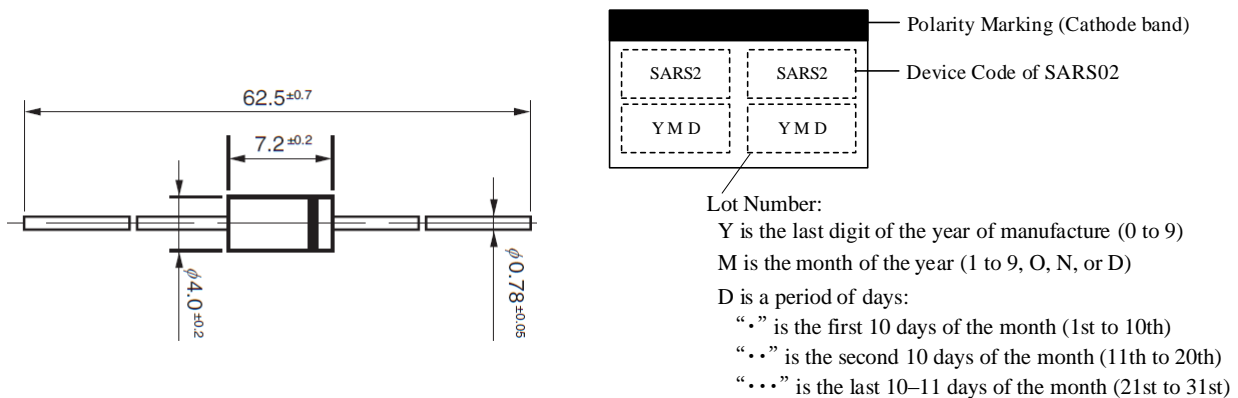 62.5±0.7
7.2±0.2
ϕ4.0±0.2
ϕ0.78±0.05
Polarity Marking (Cathode band)
SARS2 SARS2
Device Code of SARS02
Y M D Y M D
Lot Number:
Y is the last digit of the year of manufacture (0 to 9)
M is the month of the year (1 to 9, O, N, or D)
D is a period of days:
“•” is the first 10 days of the month (1st to 10th)
“••” is the second 10 days of the month (11th to 20th)
“•••” is the last 10–11 days of the month (21st to 31st)